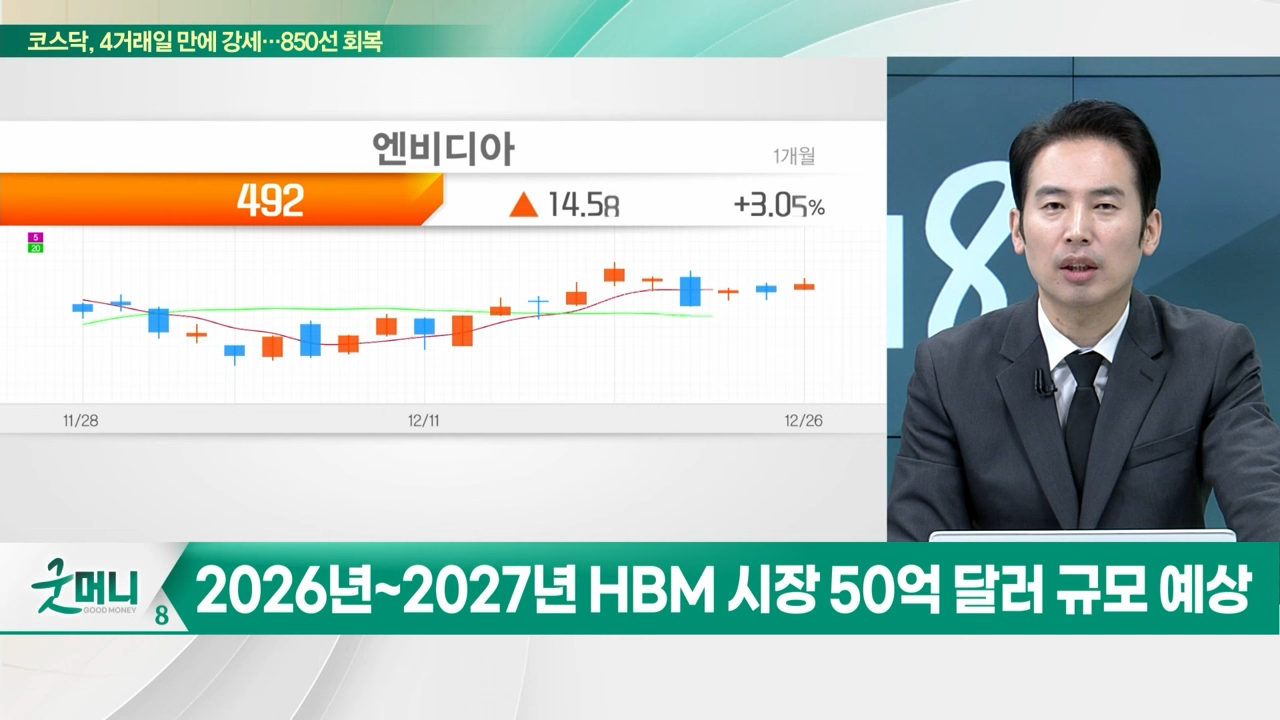 코스닥, 4거래일 만에 강세…850선 회복
엔비디아
1개월
492 ▲ 14.58 +3.05%
5
20
11/28 12/11 12/26
8
굿머니
GOOD MONEY
8
2026년~2027년 HBM 시장 50억 달러 규모 예상